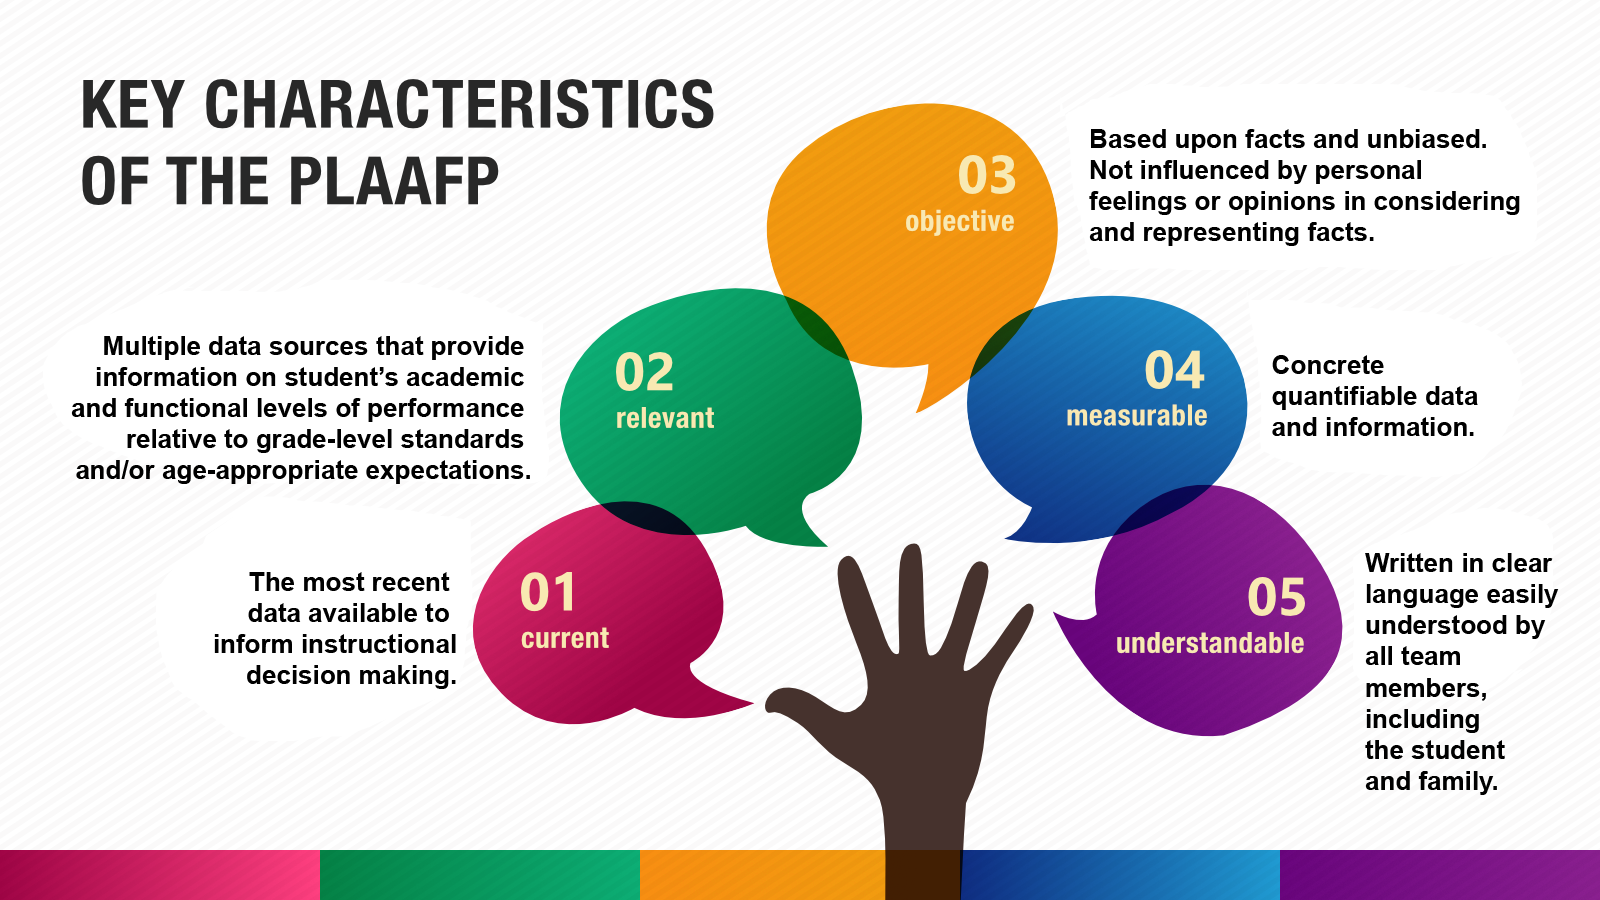 KEY CHARACTERISTICS
OF THE PLAAFP
01
current
The most recent
data available to
inform instructional
decision making.
02
relevant
Multiple data sources that provide
information on student’s academic
and functional levels of performance
relative to grade-level standards
and/or age-appropriate expectations.
03
objective
Based upon facts and unbiased.
Not influenced by personal
feelings or opinions in considering
and representing facts.
04
measurable
Concrete
quantifiable data
and information.
05
understandable
Written in clear
language easily
understood by
all team
members,
including
the student
and family.